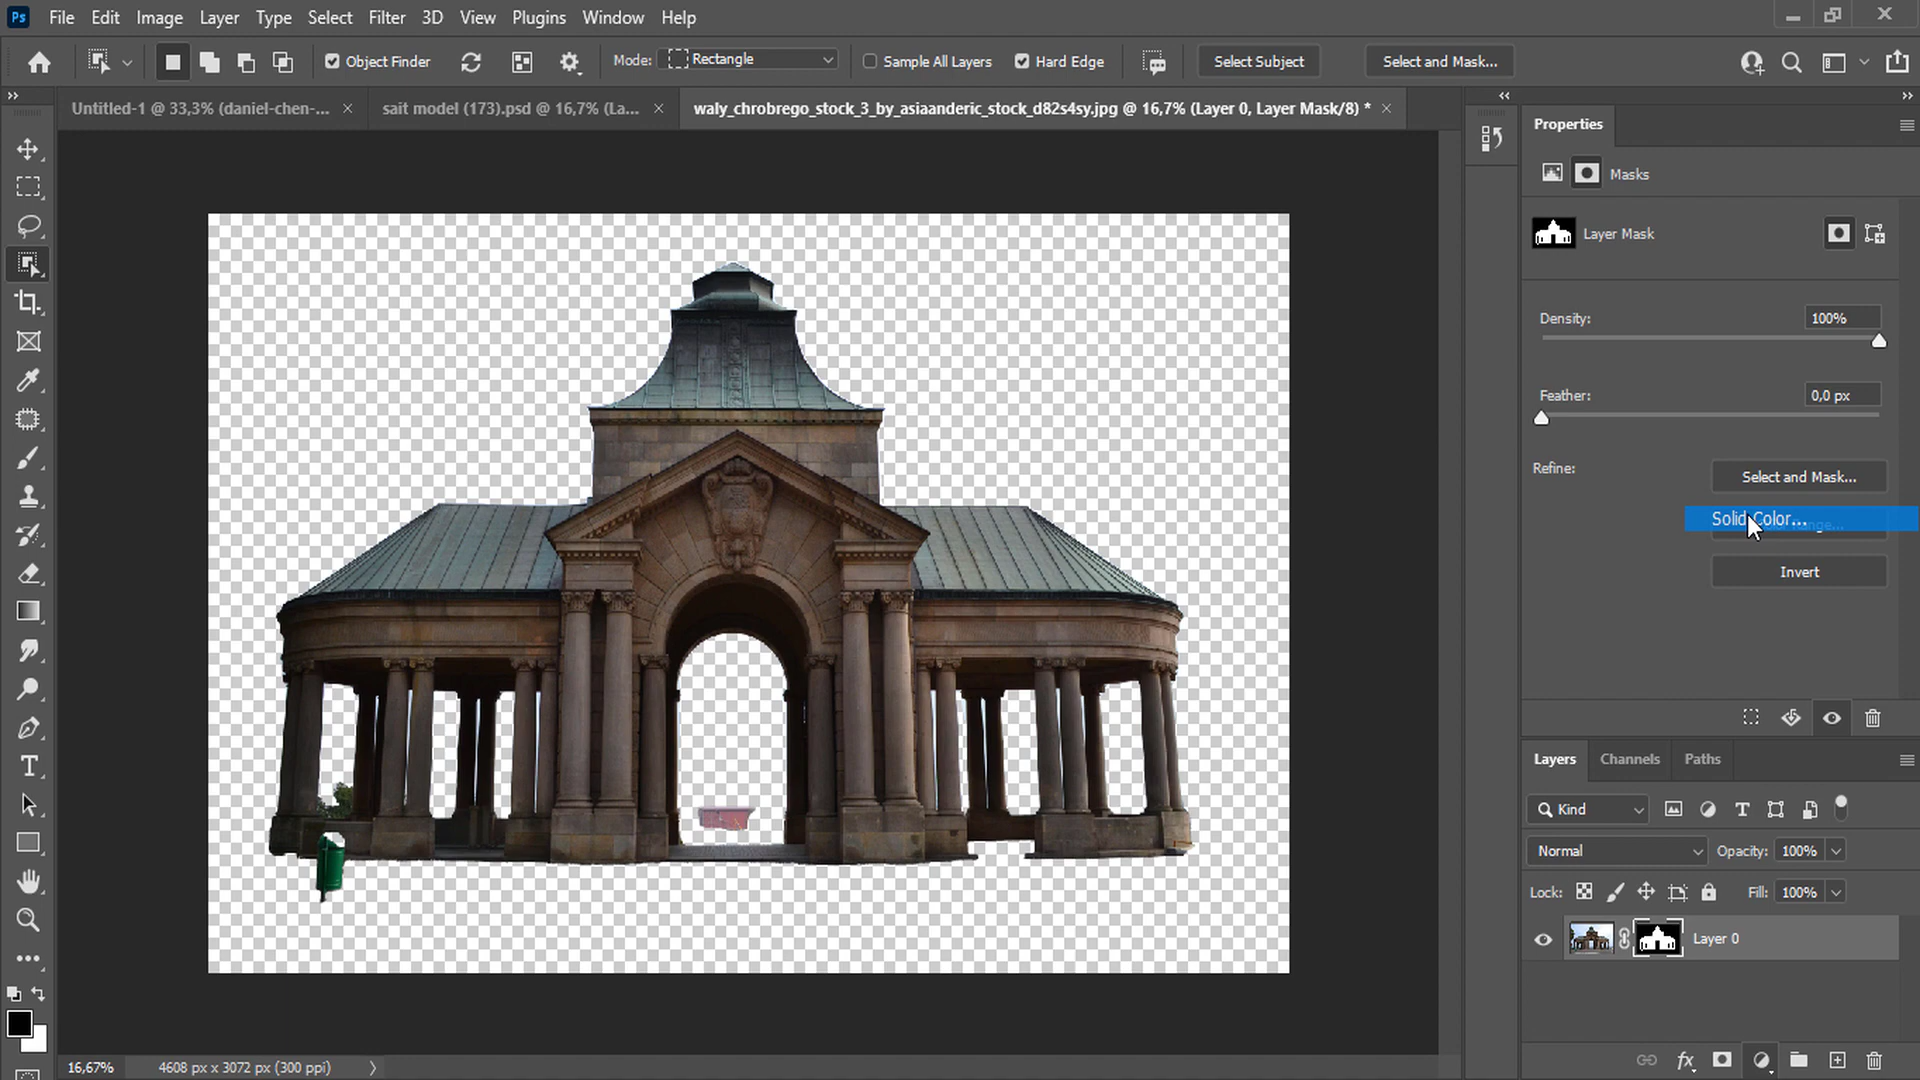 Ps File Edit Image Layer Type Select Filter 3D View Plugins Window Help
Object Finder Mode: Rectangle Sample All Layers Hard Edge Select Subject Select and Mask...
Untitled-1 @ 33,3% (daniel-chen-... × sait model (173).psd @ 16,7% (La... × waly_chrobrego_stock_3_by_asiaanderic_stock_d82s4sy.jpg @ 16,7% (Layer 0, Layer Mask/8) * ×
Properties
Masks
Layer Mask
Density: 100%
Feather: 0,0 px
Refine: Select and Mask...
Solid Color...
Invert
Layers Channels Paths
Kind
Normal Opacity: 100%
Lock: Fill: 100%
Layer 0
16,67% 4608 px x 3072 px (300 ppi)